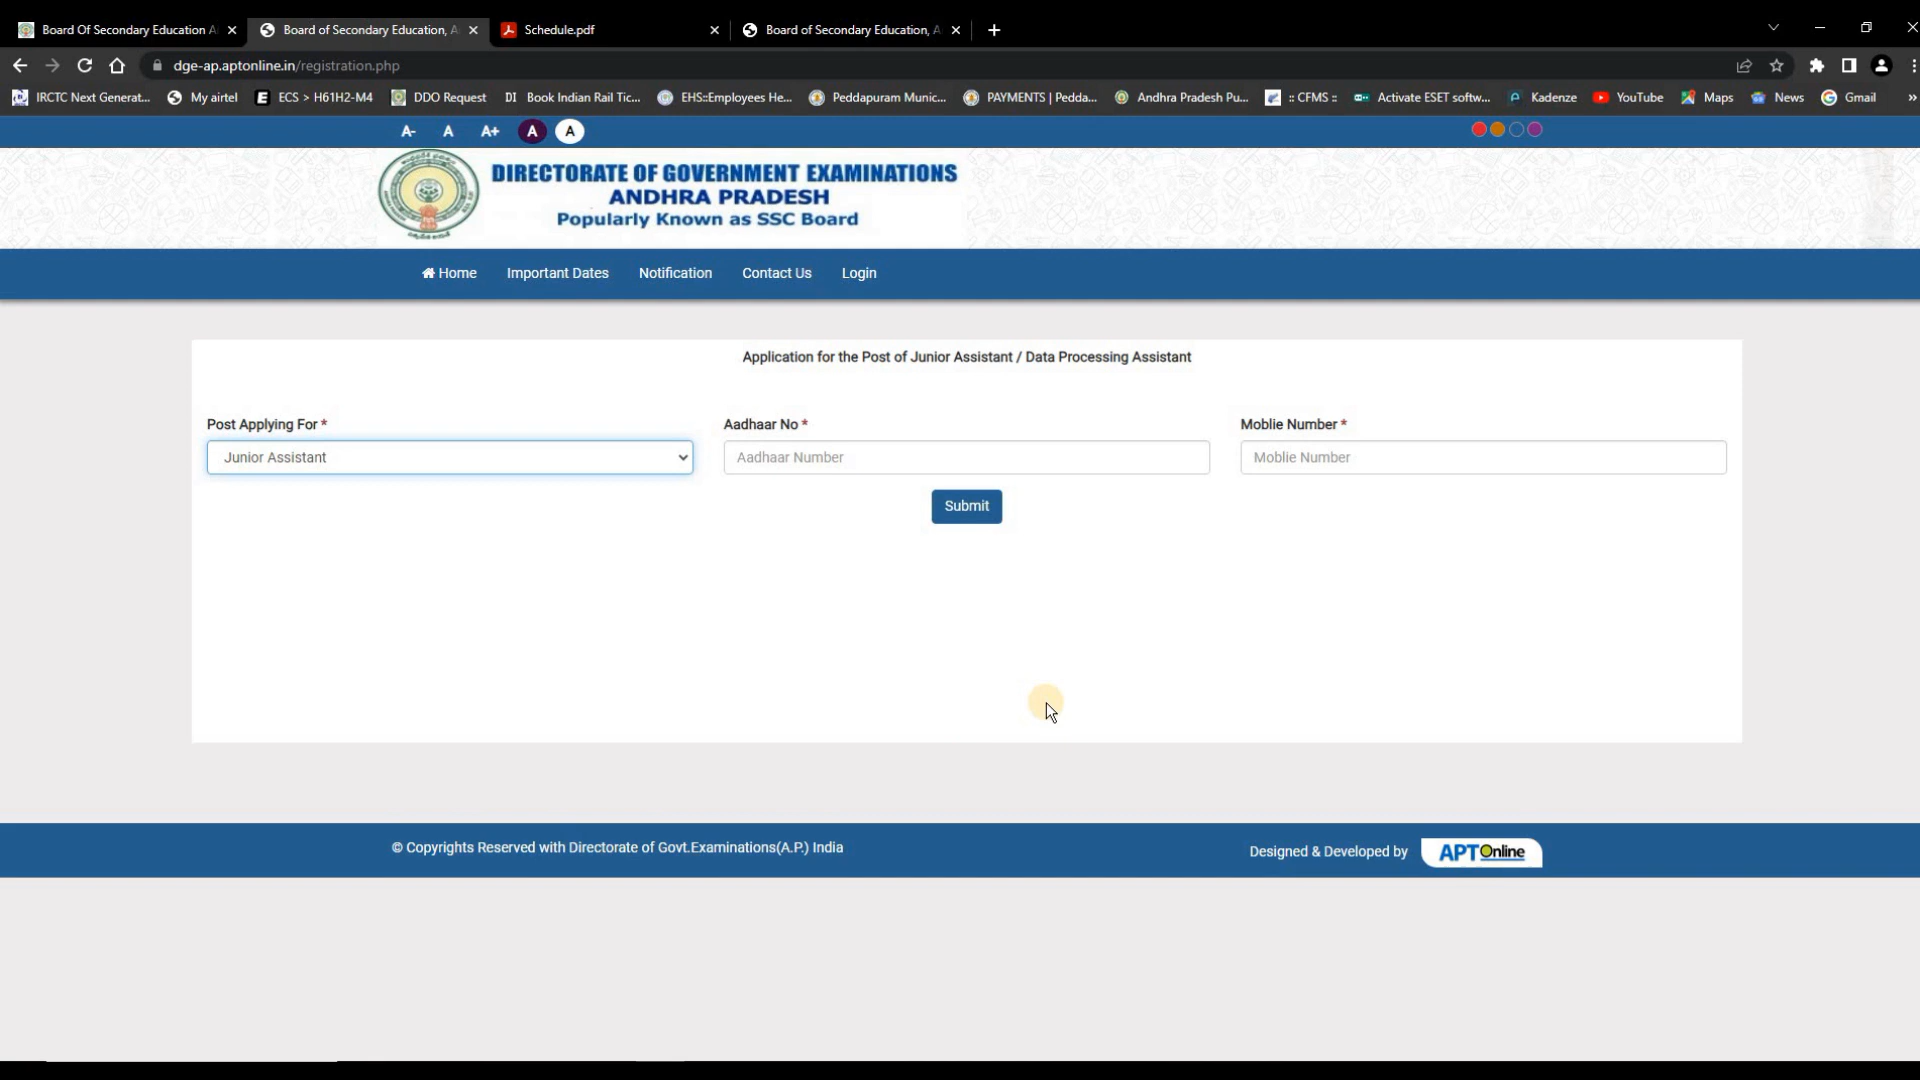 Board Of Secondary Education A
Board of Secondary Education, A
Schedule.pdf
Board of Secondary Education, A
dge-ap.aptonline.in/registration.php
IRCTC Next Generat...
My airtel
ECS > H61H2-M4
DDO Request
DI Book Indian Rail Tic...
EHS::Employees He...
Peddapuram Munic...
PAYMENTS | Pedda...
Andhra Pradesh Pu...
:: CFMS ::
Activate ESET softw...
Kadenze
YouTube
Maps
News
Gmail
»
A- A A+ A A
DIRECTORATE OF GOVERNMENT EXAMINATIONS
ANDHRA PRADESH
Popularly Known as SSC Board
Home Important Dates Notification Contact Us Login
Application for the Post of Junior Assistant / Data Processing Assistant
Post Applying For * Aadhaar No * Moblie Number *
Junior Assistant Aadhaar Number Moblie Number
Submit
© Copyrights Reserved with Directorate of Govt.Examinations(A.P.) India
Designed & Developed by APTOnline